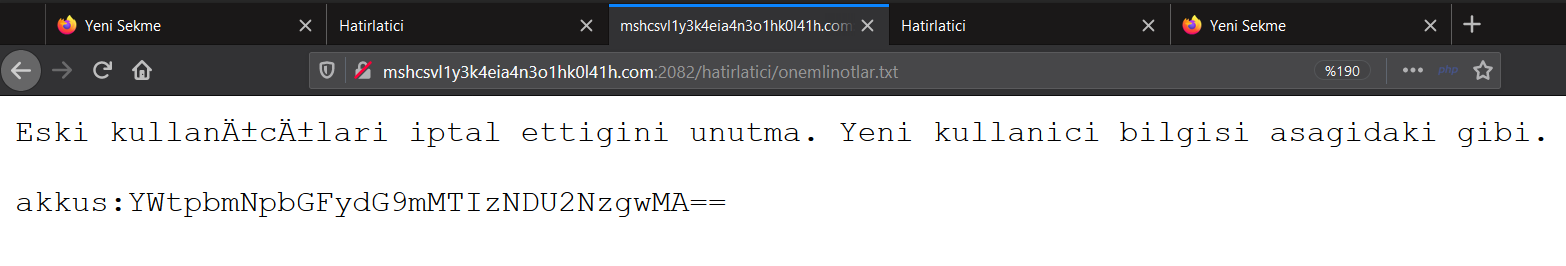 Yeni Sekme
Hatirlatici
mshcsvl1y3k4eia4n3o1hk0l41h.com
Hatirlatici
Yeni Sekme
mshcsvl1y3k4eia4n3o1hk0l41h.com:2082/hatirlatici/onemlinotlar.txt
%190
php
Eski kullanÄ±cÄ±lari iptal ettigini unutma. Yeni kullanici bilgisi asagidaki gibi.
akkus:YWtpbmNpbGFydG9mMTIzNDU2NzgwMA==